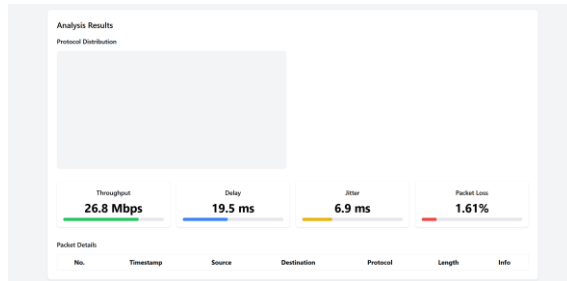 Analysis Results
Protocol Distribution
Throughput Delay Jitter Packet Loss
26.8 Mbps 19.5 ms 6.9 ms 1.61%
Packet Details
No. Timestamp Source Destination Protocol Length Info